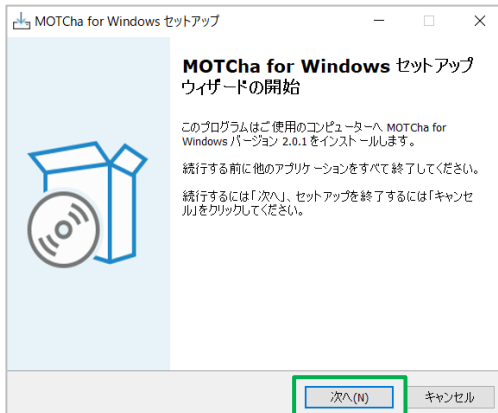 MOTCha for Windows セットアップ
MOTCha for Windows セットアップ
ウィザードの開始
このプログラムはご使用のコンピューターへ MOTCha for
Windows バージョン 2.0.1 をインストールします。
続行する前に他のアプリケーションをすべて終了してください。
続行するには「次へ」、セットアップを終了するには「キャンセ
ル」をクリックしてください。
次へ(N)
キャンセル